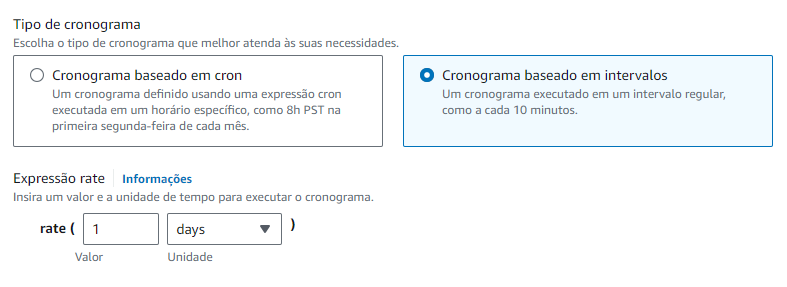 Tipo de cronograma
Escolha o tipo de cronograma que melhor atenda às suas necessidades.
Cronograma baseado em cron
Um cronograma definido usando uma expressão cron
executada em um horário específico, como 8h PST na
primeira segunda-feira de cada mês.
Cronograma baseado em intervalos
Um cronograma executado em um intervalo regular,
como a cada 10 minutos.
Expressão rate Informações
Insira um valor e a unidade de tempo para executar o cronograma.
rate ( 1 days )
Valor Unidade